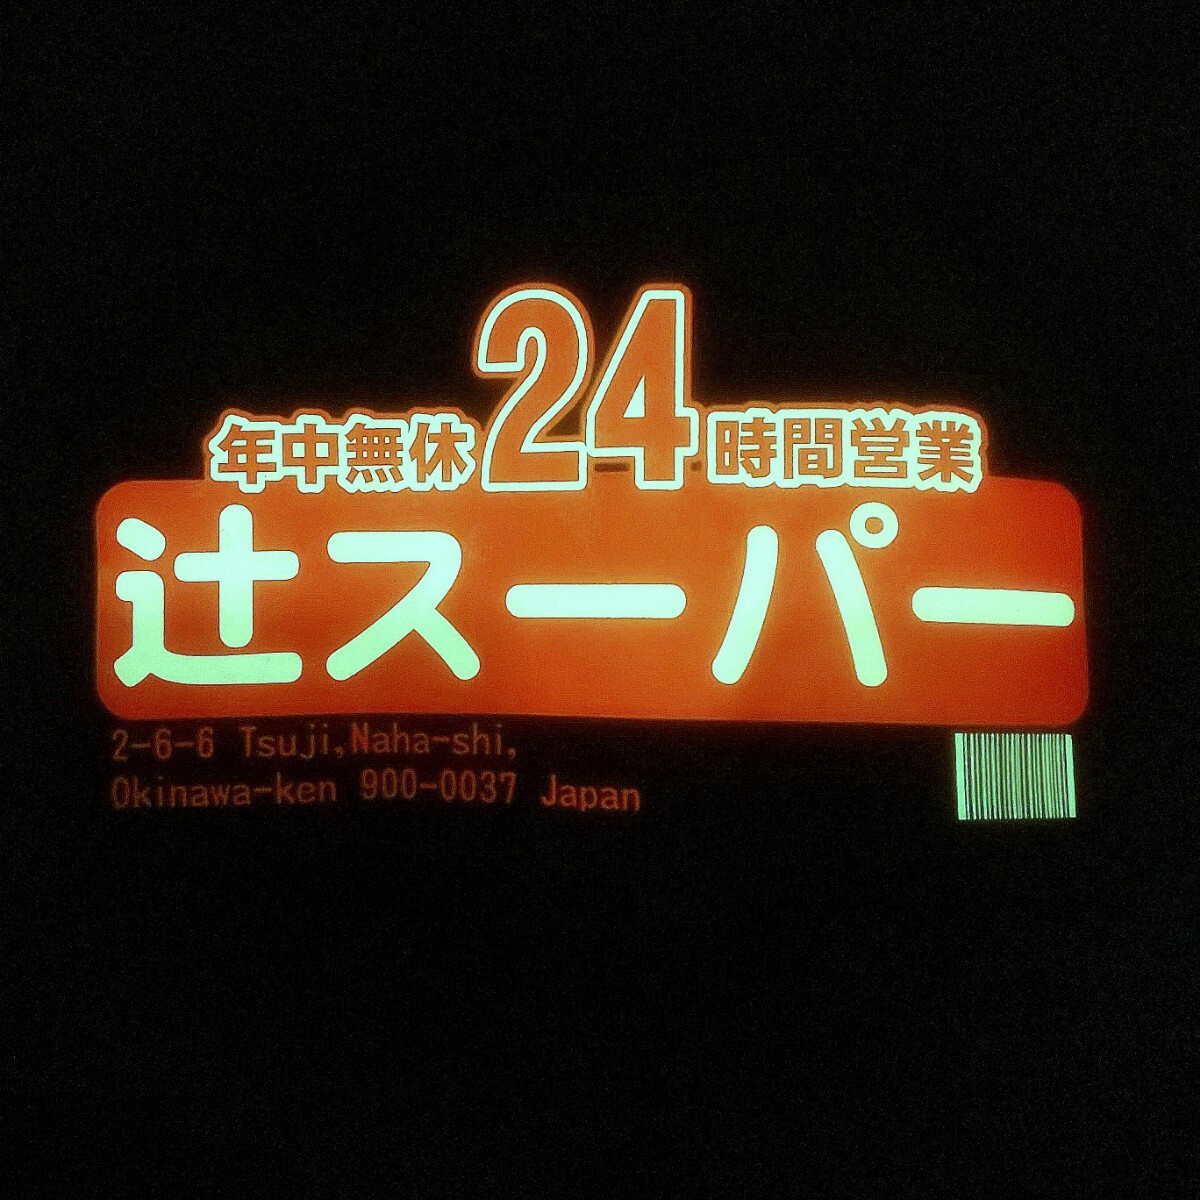 年中無休24時間営業
辻スーパー
2-6-6 Tsuji,Naha-shi,
Okinawa-ken 900-0037 Japan